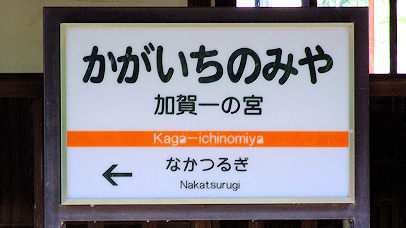 かがいちのみや
加賀一の宮
Kaga-ichinomiya
← なかつるぎ
Nakatsurugi